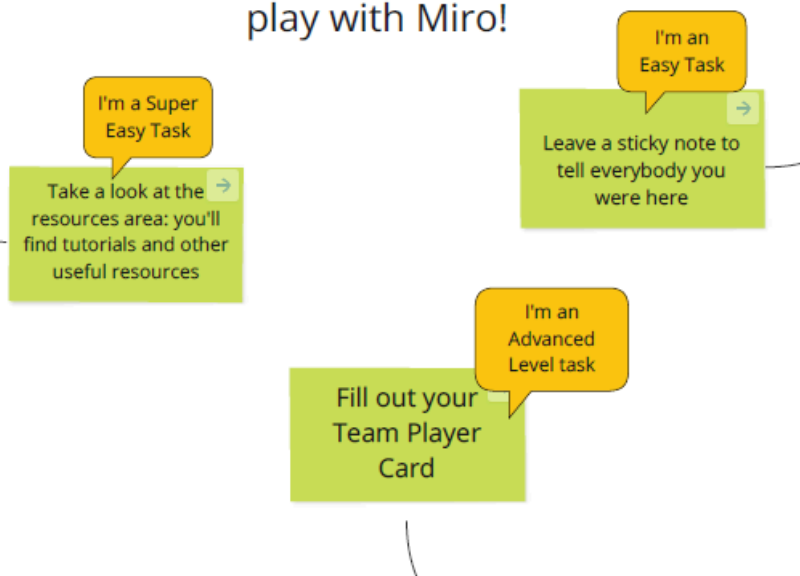 play with Miro!
I'm a Super
Easy Task
Take a look at the
resources area: you'll
find tutorials and other
useful resources
I'm an
Easy Task
Leave a sticky note to
tell everybody you
were here
I'm an
Advanced
Level task
Fill out your
Team Player
Card